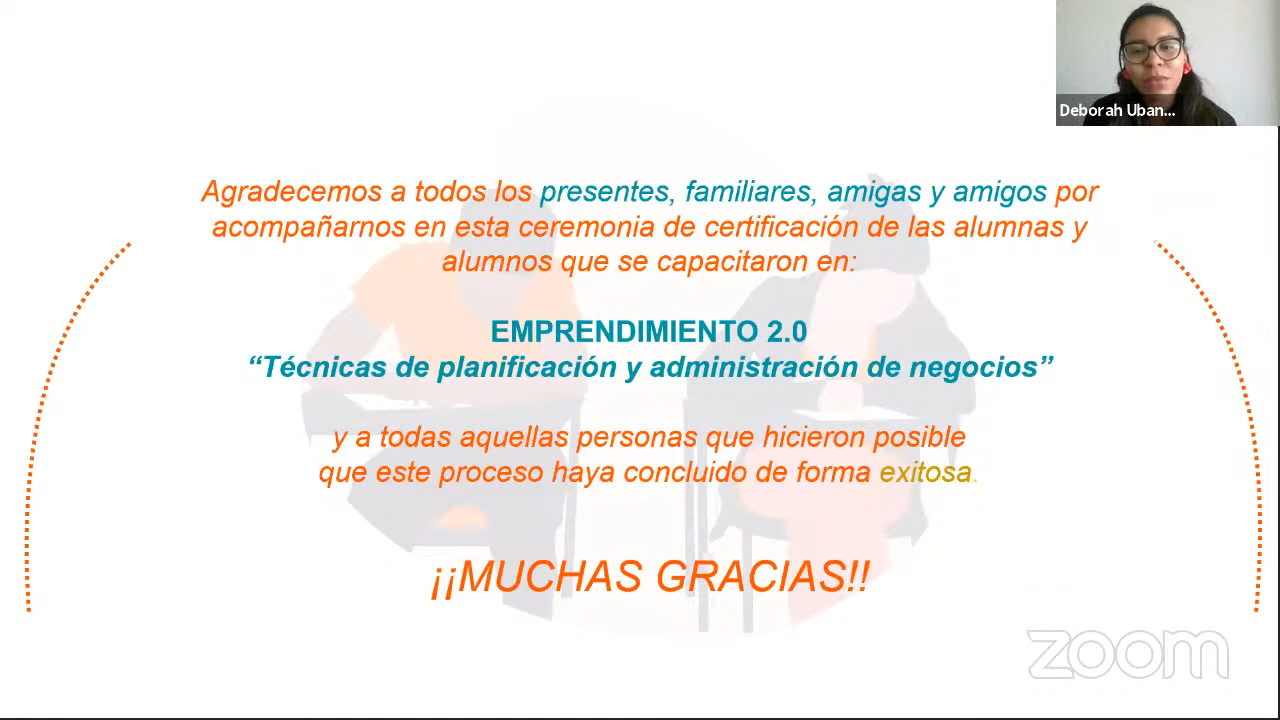 Deborah Uban...
Agradecemos a todos los presentes, familiares, amigas y amigos por
acompañarnos en esta ceremonia de certificación de las alumnas y
alumnos que se capacitaron en:
EMPRENDIMIENTO 2.0
“Técnicas de planificación y administración de negocios”
y a todas aquellas personas que hicieron posible
que este proceso haya concluido de forma exitosa.
¡¡MUCHAS GRACIAS!!
zoom